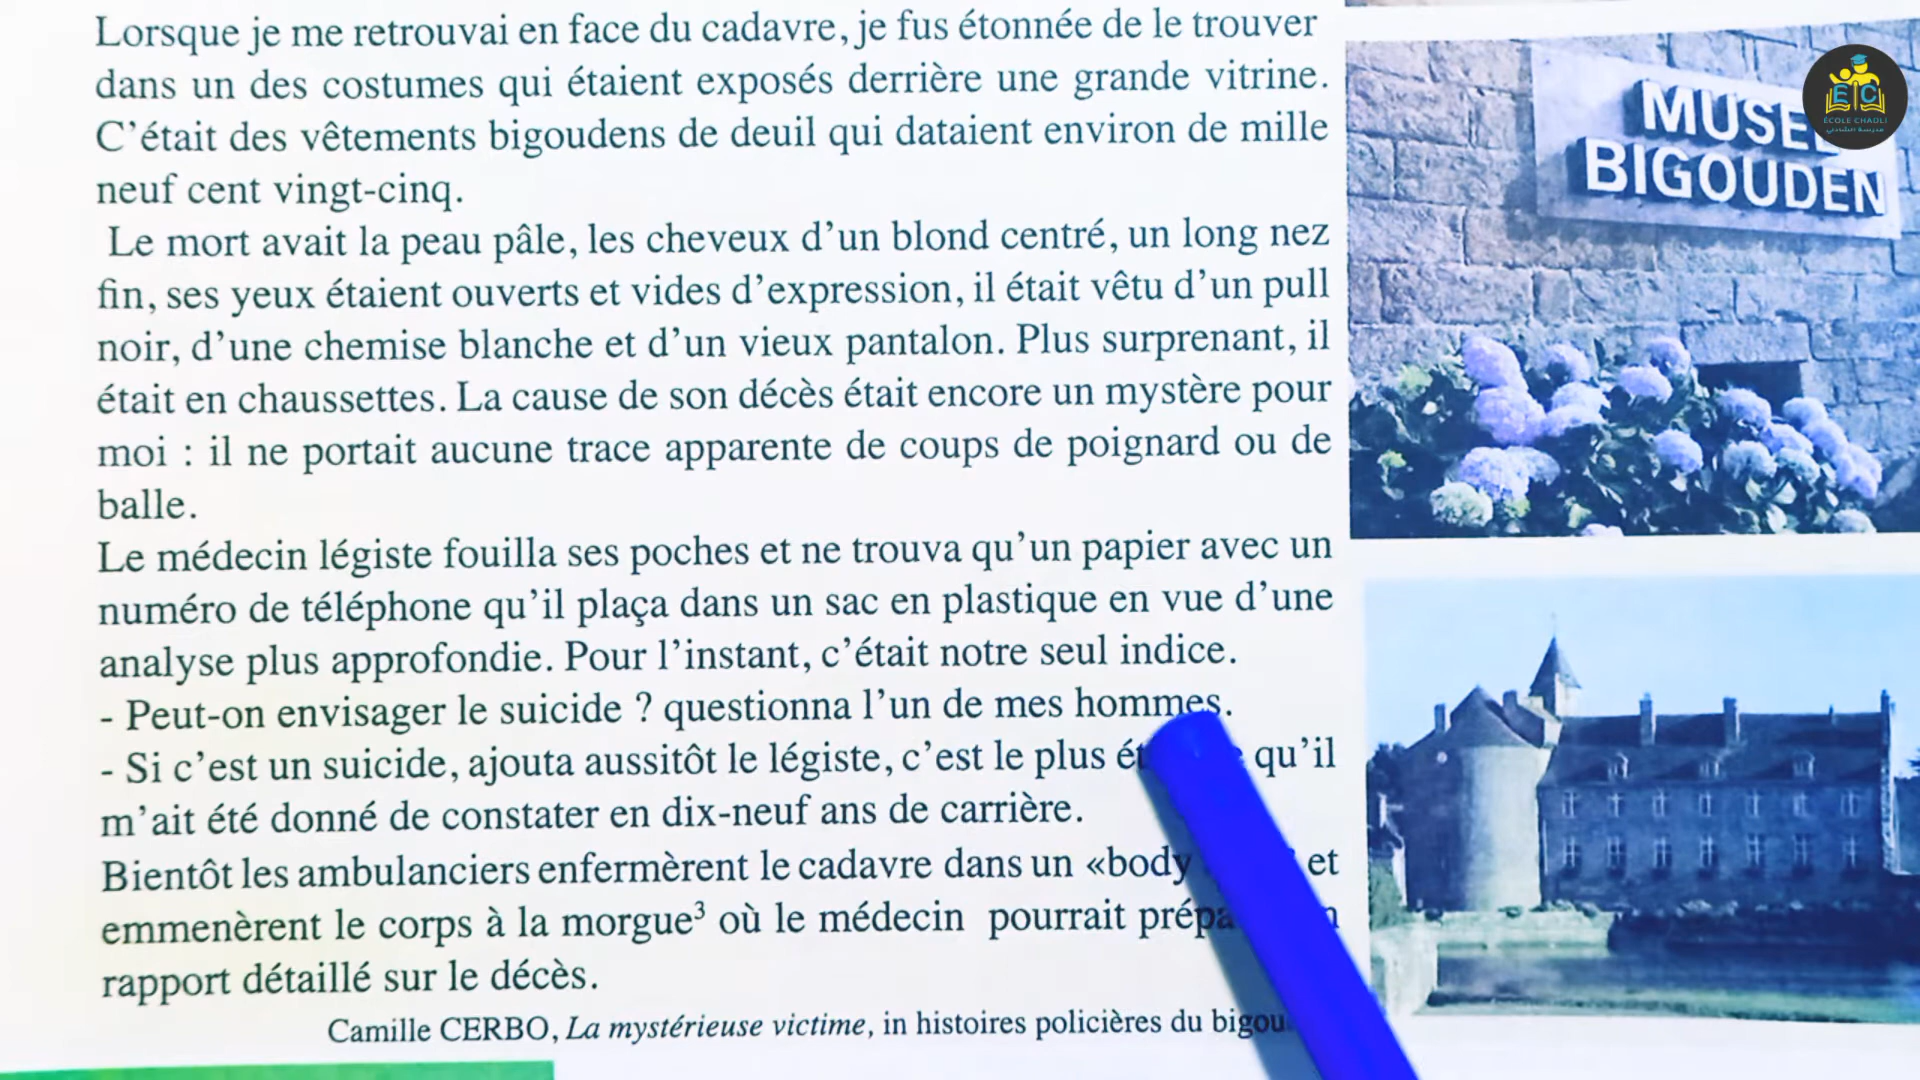 Lorsque je me retrouvai en face du cadavre, je fus étonnée de le trouver
dans un des costumes qui étaient exposés derrière une grande vitrine.
C'était des vêtements bigoudens de deuil qui dataient environ de mille
neuf cent vingt-cinq.
Le mort avait la peau pâle, les cheveux d'un blond centré, un long nez
fin, ses yeux étaient ouverts et vides d'expression, il était vêtu d'un pull
noir, d'une chemise blanche et d'un vieux pantalon. Plus surprenant, il
était en chaussettes. La cause de son décès était encore un mystère pour
moi : il ne portait aucune trace apparente de coups de poignard ou de
balle.
Le médecin légiste fouilla ses poches et ne trouva qu'un papier avec un
numéro de téléphone qu'il plaça dans un sac en plastique en vue d'une
analyse plus approfondie. Pour l'instant, c'était notre seul indice.
- Peut-on envisager le suicide ? questionna l'un de mes hommes.
- Si c'est un suicide, ajouta aussitôt le légiste, c'est le plus qu'il
m'ait été donné de constater en dix-neuf ans de carrière.
Bientôt les ambulanciers enfermèrent le cadavre dans un «body et
emmenèrent le corps à la morgue³ où le médecin pourrait
rapport détaillé sur le décès.
Camille CERBO, La mystérieuse victime, in histoires policières du
MUSEE
BIGOUDEN
ETC
ÉCOLE CHADLI
مدرسة الشاذلي